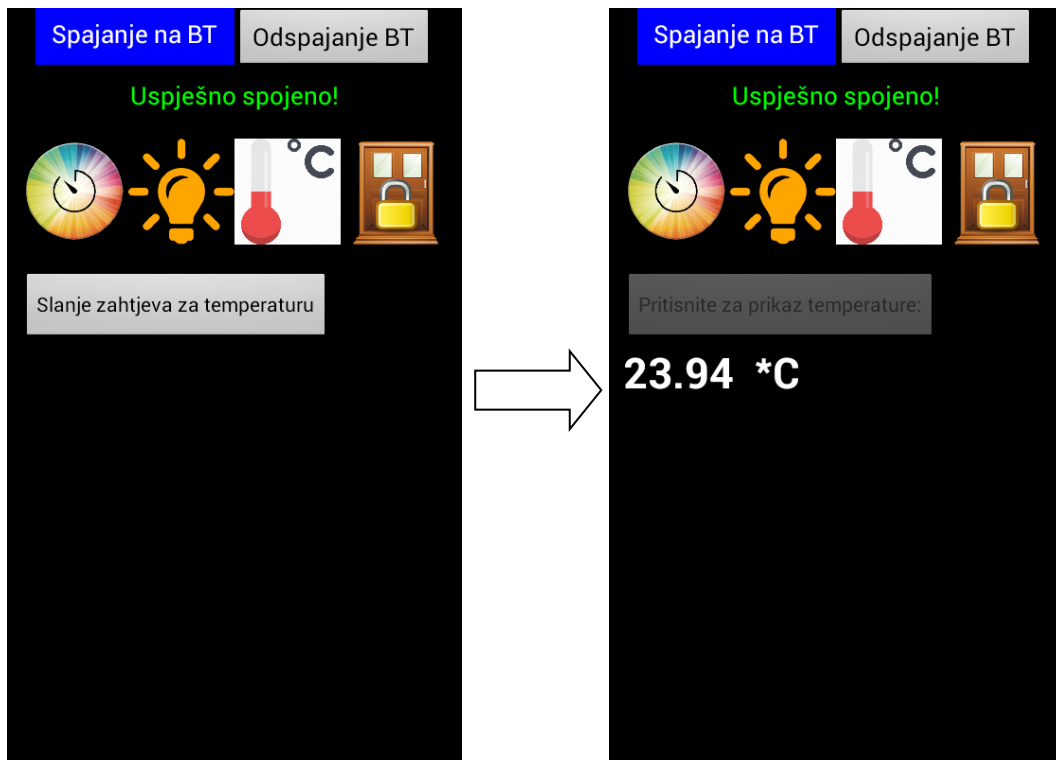 Spajanje na BT
Odspajanje BT
Uspješno spojeno!
°C
Slanje zahtjeva za temperaturu
Spajanje na BT
Odspajanje BT
Uspješno spojeno!
°C
Pritisnite za prikaz temperature:
23.94 *C